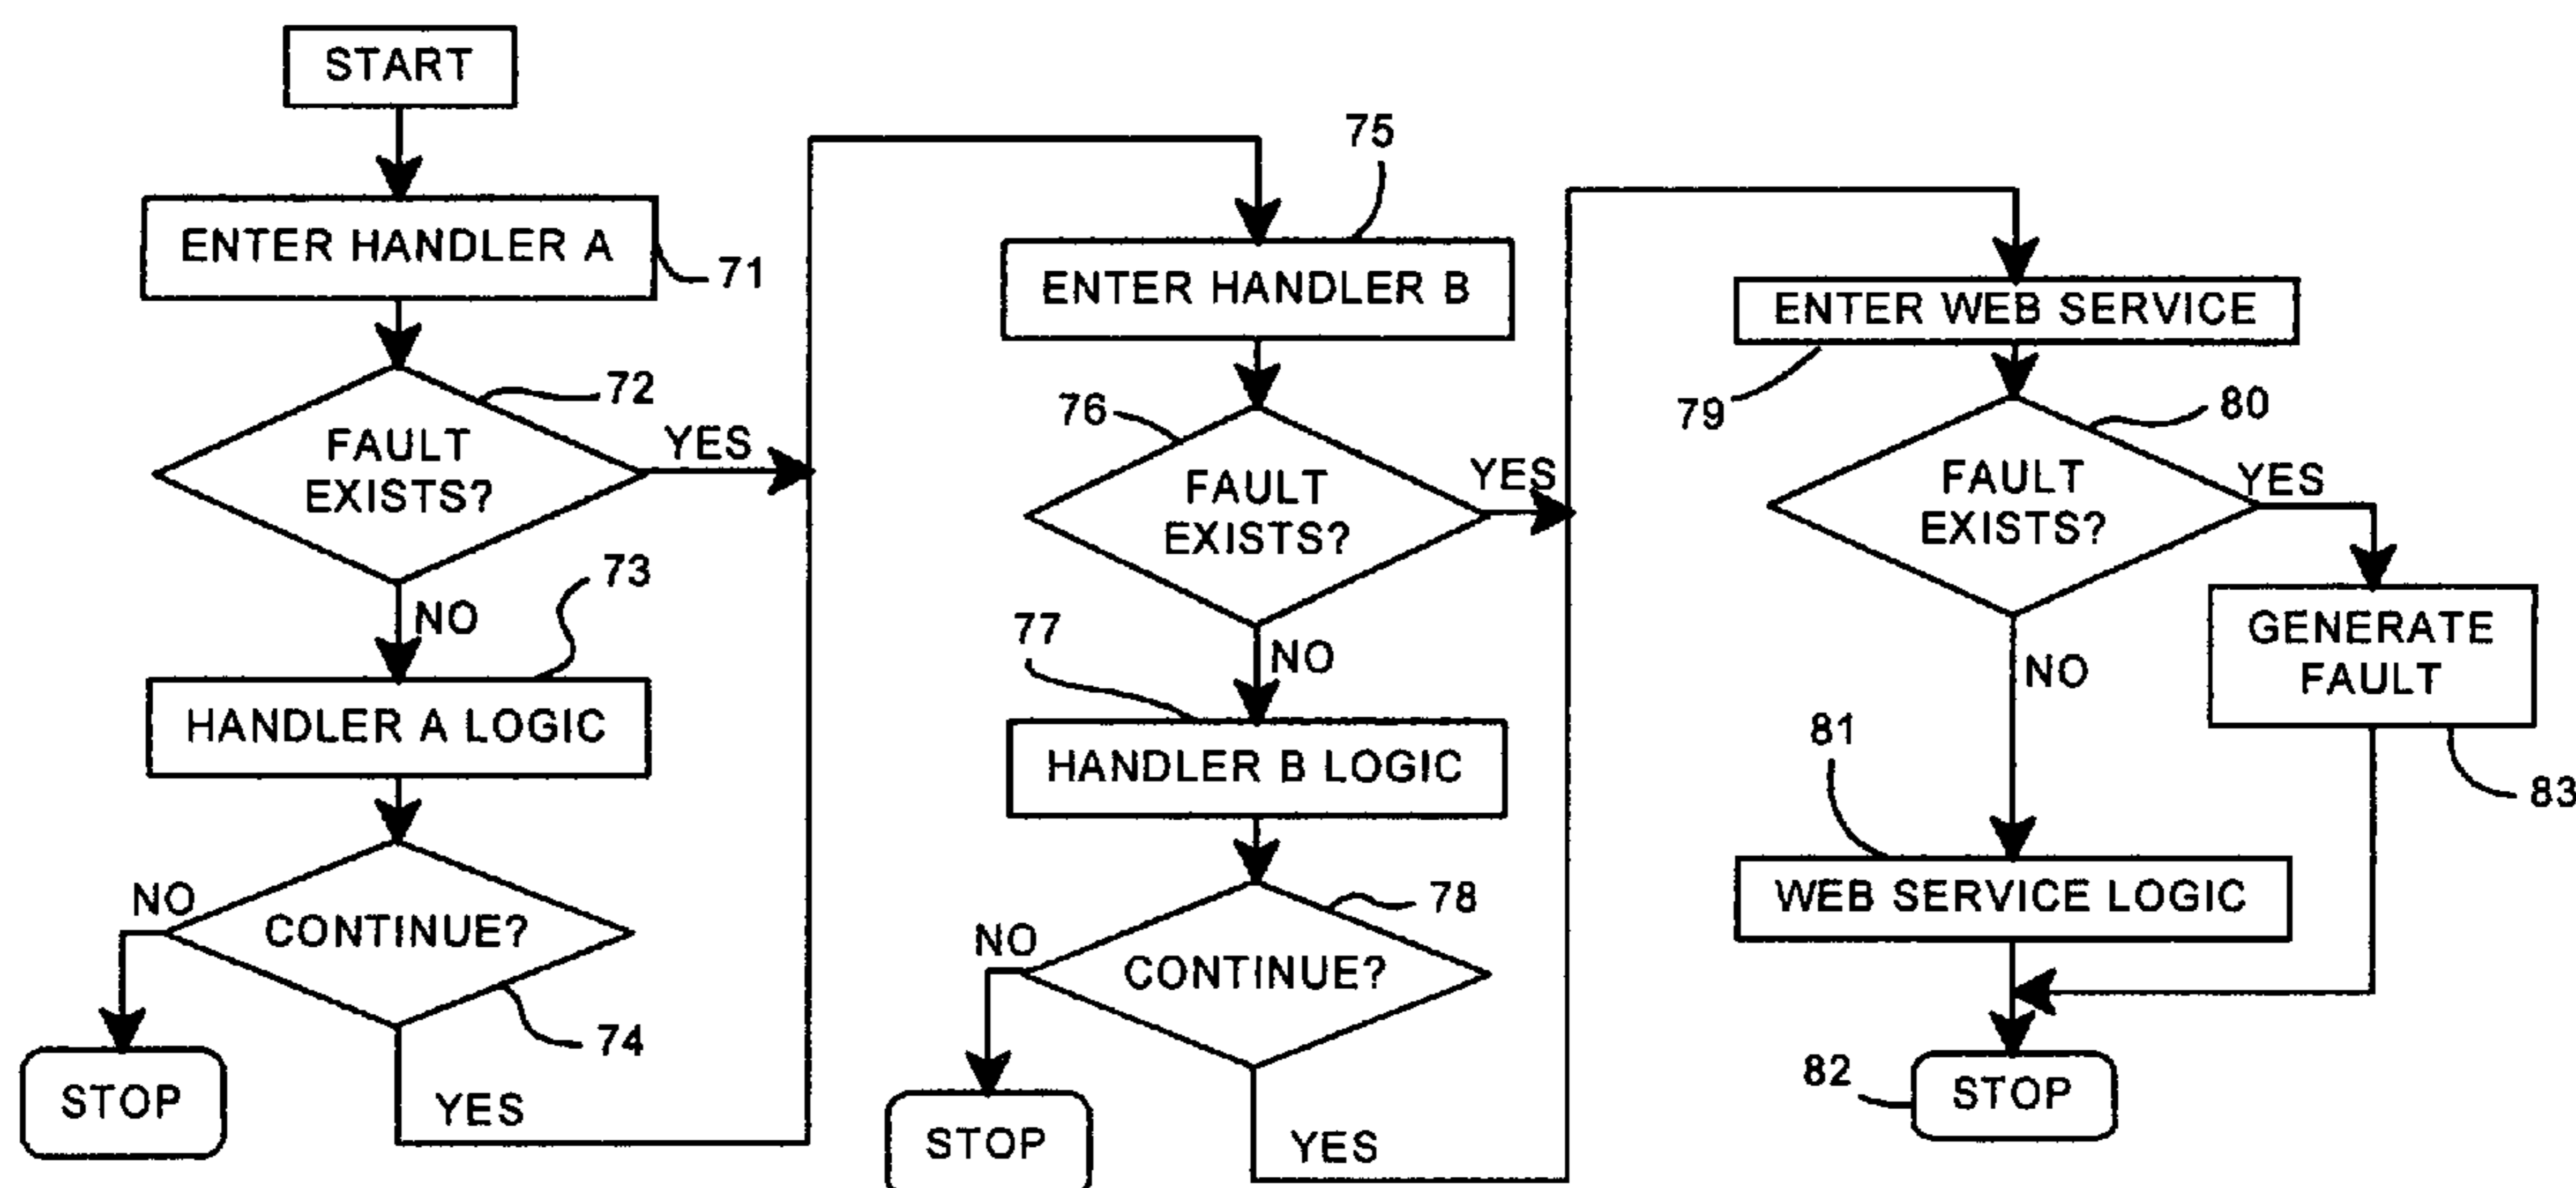 START
ENTER HANDLER A
71
72
FAULT
EXISTS?
YES
NO
73
HANDLER A LOGIC
NO
CONTINUE?
74
STOP
YES
75
ENTER HANDLER B
76
FAULT
EXISTS?
YES
NO
77
HANDLER B LOGIC
78
NO
CONTINUE?
STOP
YES
ENTER WEB SERVICE
79
80
FAULT
EXISTS?
YES
NO
GENERATE
FAULT
83
81
WEB SERVICE LOGIC
82
STOP